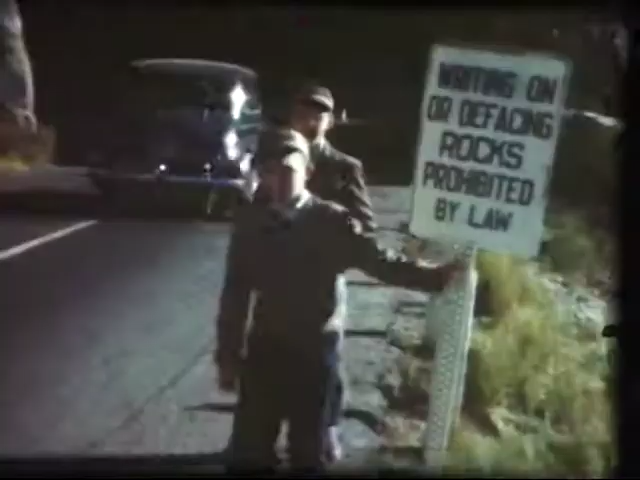 WRITING ON
OR DEFACING
ROCKS
PROHIBITED
BY LAW